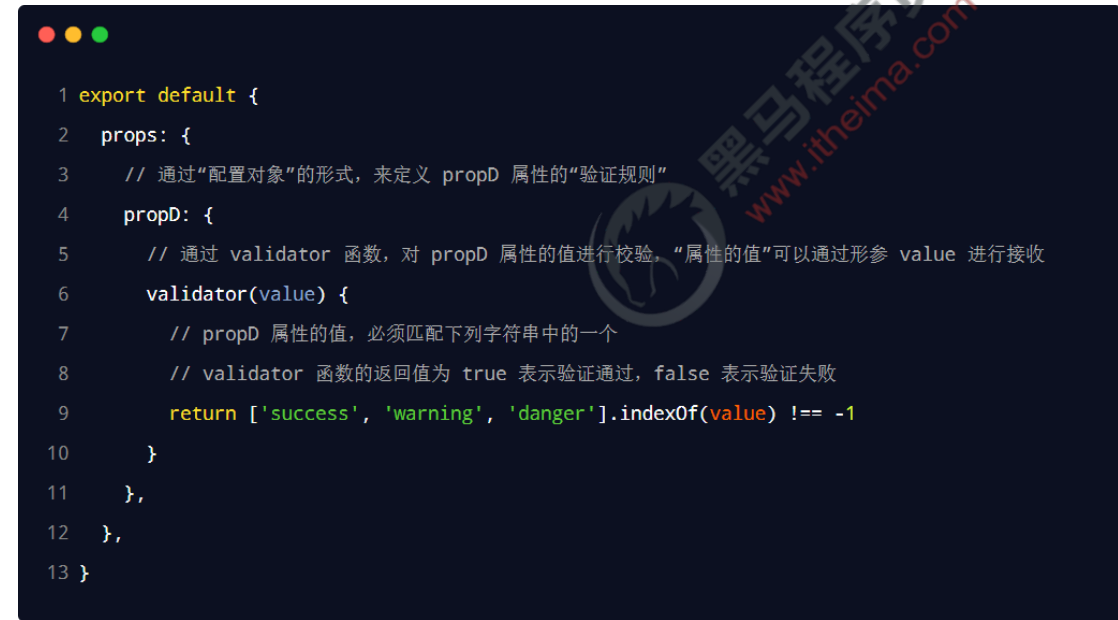 1 export default {
2 props: {
3 // 通过“配置对象”的形式，来定义 propD 属性的“验证规则”
4 propD: {
5 // 通过 validator 函数，对 propD 属性的值进行校验，“属性的值”可以通过形参 value 进行接收
6 validator(value) {
7 // propD 属性的值，必须匹配下列字符串中的一个
8 // validator 函数的返回值为 true 表示验证通过，false 表示验证失败
9 return ['success', 'warning', 'danger'].indexOf(value) !== -1
10 }
11 },
12 },
13 }
黑马程序
www.itheima.com